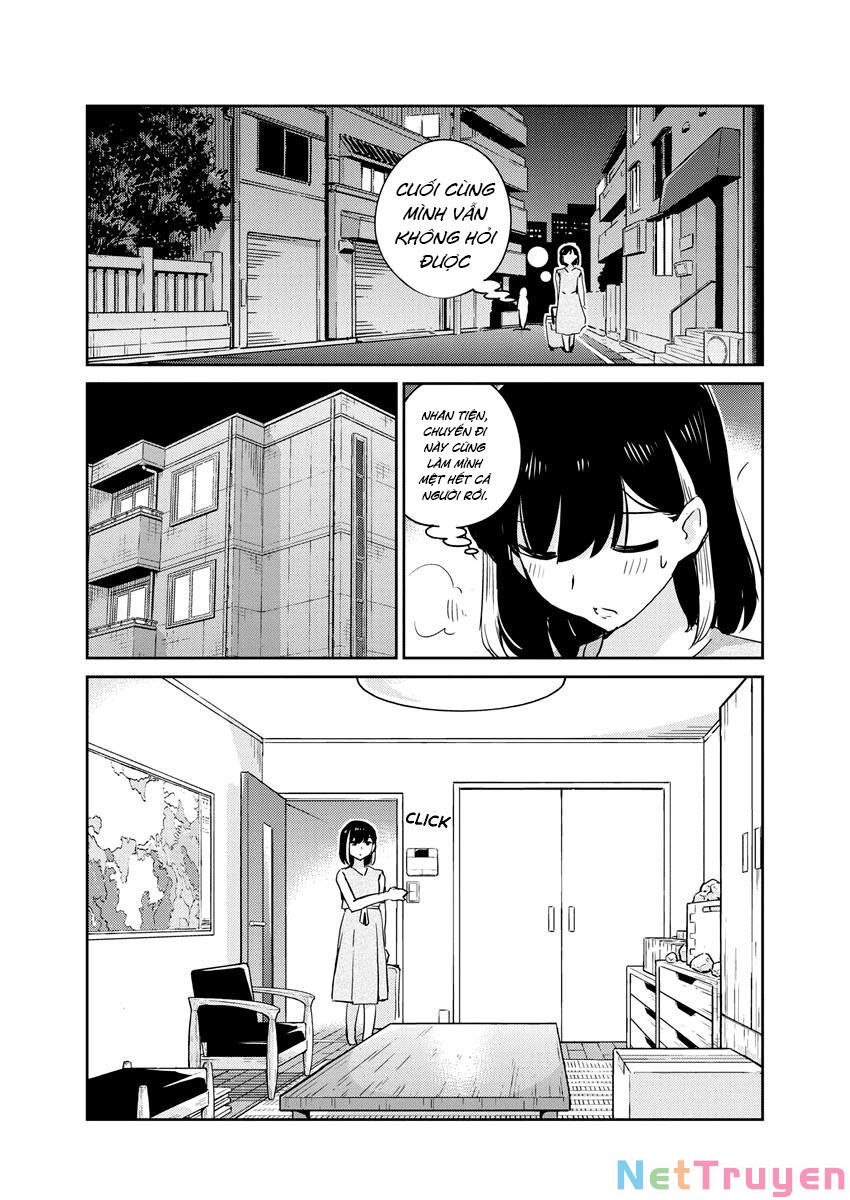 CUỐI CÙNG
MÌNH VẪN
KHÔNG HỎI
ĐƯỢC
NHÂN TIỆN,
CHUYẾN ĐI
NÀY CŨNG
LÀM MÌNH
MỆT HẾT CẢ
NGƯỜI RỒI.
CLICK
NetTruyen